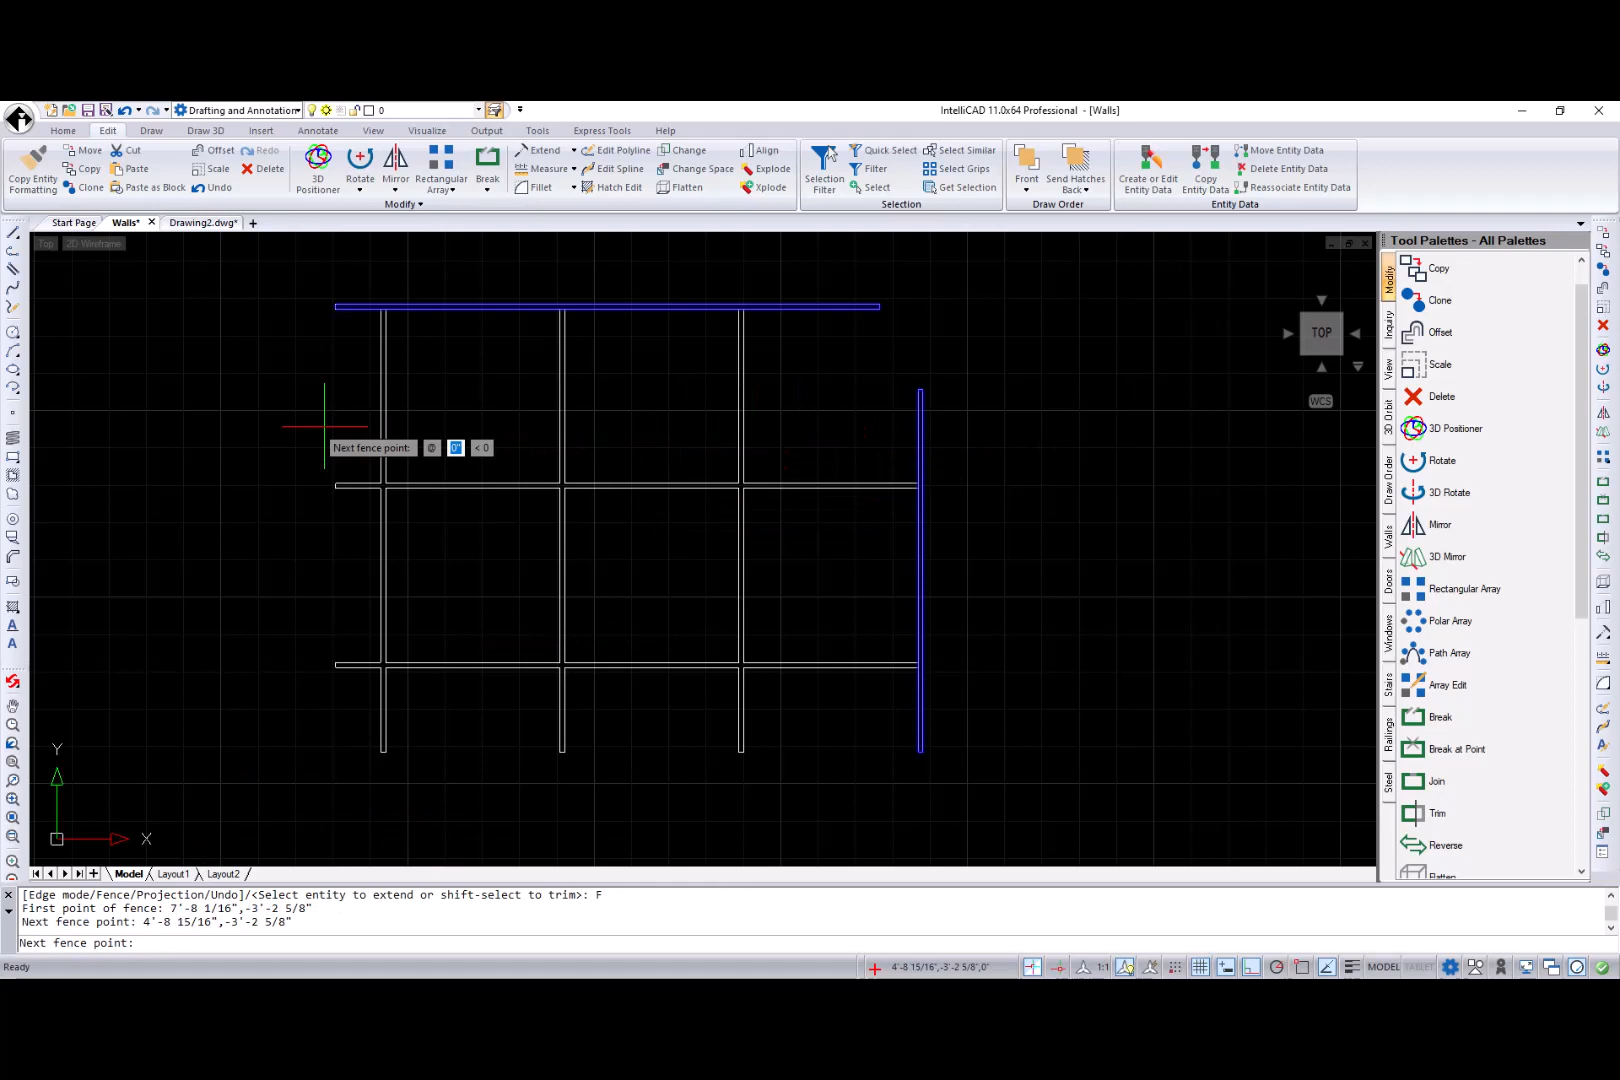 Drafting and Annotation
0
IntelliCAD 11.0x64 Professional - [Walls]
Home
Edit
Draw
Draw 3D
Insert
Annotate
View
Visualize
Output
Tools
Express Tools
Help
Copy Entity
Formatting
Move
Copy
Clone
Cut
Paste
Paste as Block
Offset
Redo
Scale
Delete
Undo
3D
Positioner
Rotate
Mirror
Rectangular
Array
Break
Extend
Measure
Fillet
Edit Polyline
Edit Spline
Hatch Edit
Change
Change Space
Flatten
Align
Explode
Xplode
Modify
Selection
Filter
Quick Select
Filter
Select
Select Similar
Select Grips
Get Selection
Selection
Front
Send Hatches
Back
Draw Order
Create or Edit
Entity Data
Copy
Entity Data
Move Entity Data
Delete Entity Data
Reassociate Entity Data
Entity Data
Start Page
Walls*
Drawing2.dwg*
Top
2D Wireframe
TOP
WCS
Next fence point:
@
0"
< 0
Y
X
Tool Palettes - All Palettes
Modify
Inquiry
View
3D Orbit
Draw Order
Walls
Doors
Windows
Stairs
Railings
Steel
Copy
Clone
Offset
Scale
Delete
3D Positioner
Rotate
3D Rotate
Mirror
3D Mirror
Rectangular Array
Polar Array
Path Array
Array Edit
Break
Break at Point
Join
Trim
Reverse
Flatten
Model
Layout1
Layout2
[Edge mode/Fence/Projection/Undo]/<Select entity to extend or shift-select to trim>: F
First point of fence: 7'-8 1/16",-3'-2 5/8"
Next fence point: 4'-8 15/16",-3'-2 5/8"
Next fence point:
Ready
4'-8 15/16",-3'-2 5/8",0"
1:1
MODEL
TABLET